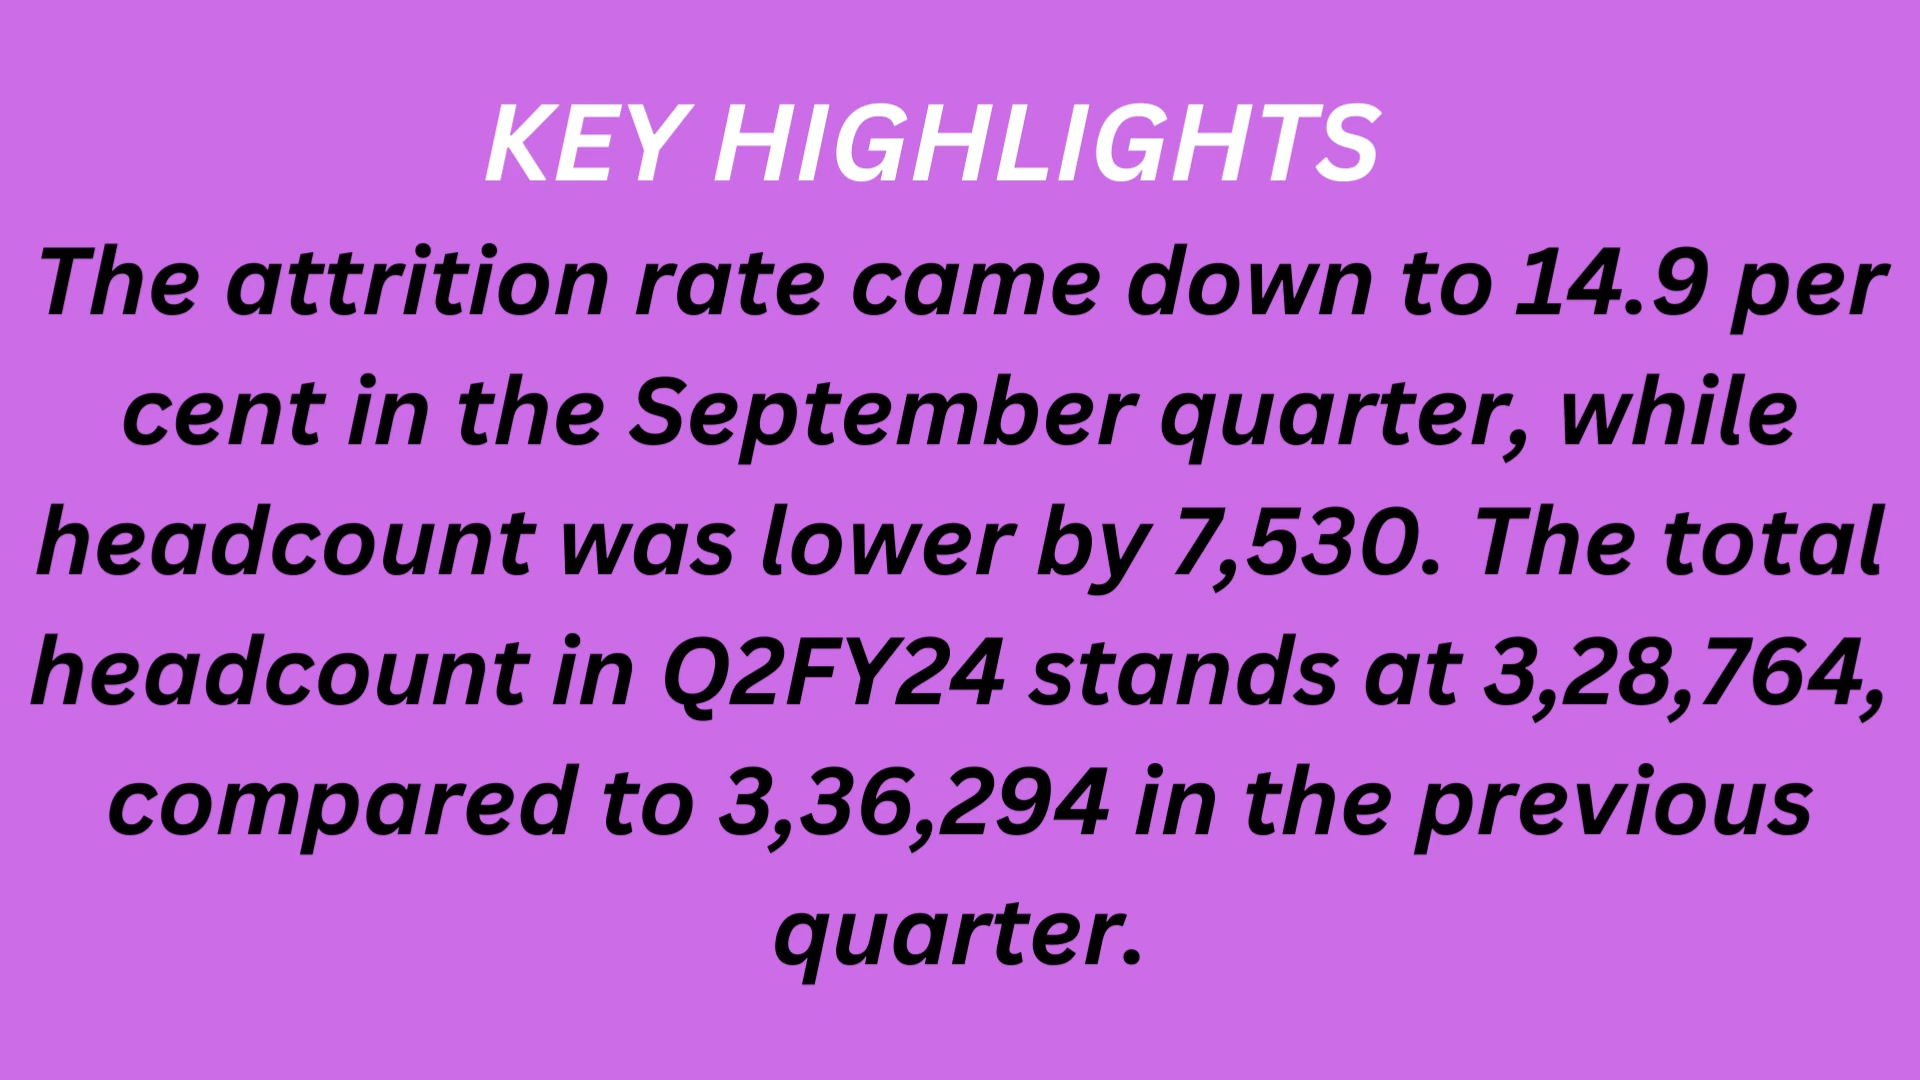 KEY HIGHLIGHTS
The attrition rate came down to 14.9 per
cent in the September quarter, while
headcount was lower by 7,530. The total
headcount in Q2FY24 stands at 3,28,764,
compared to 3,36,294 in the previous
quarter.